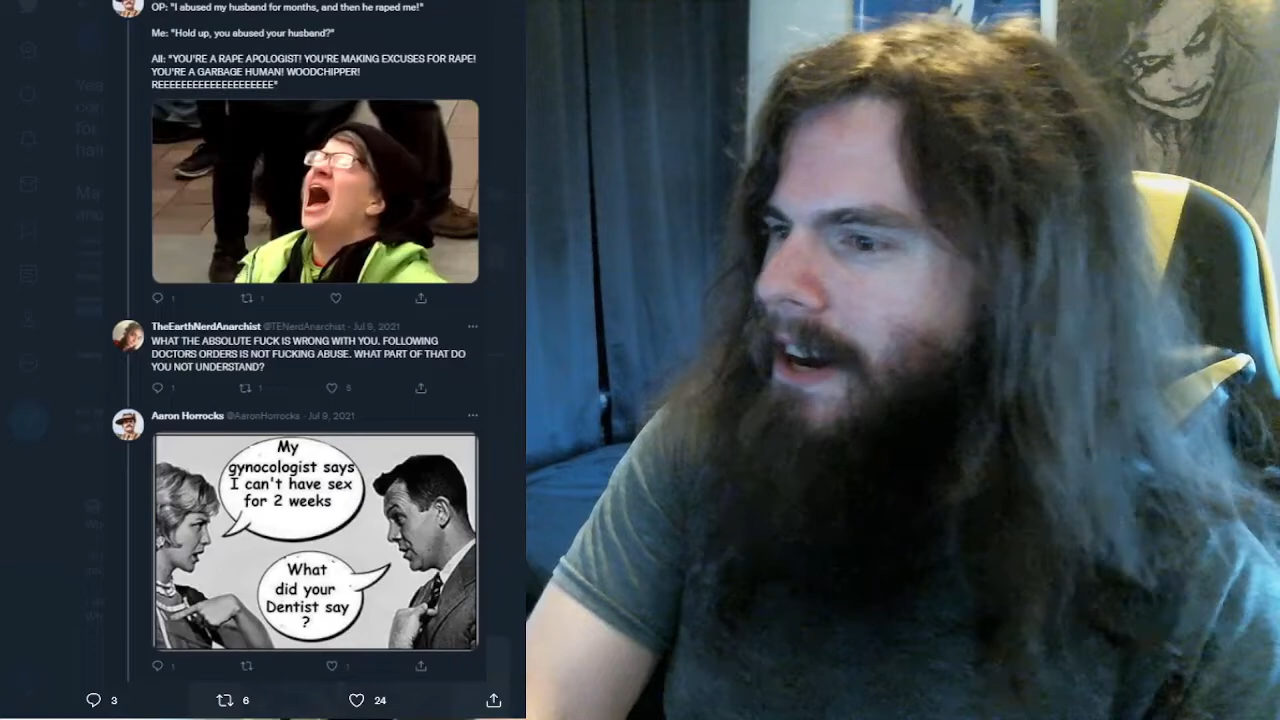 OP: "I abused my husband for months, and then he raped me!"
Me: "Hold up, you abused your husband?"
All: "YOU'RE A RAPE APOLOGIST! YOU'RE MAKING EXCUSES FOR RAPE!
YOU'RE A GARBAGE HUMAN! WOODCHIPPER!
REEEEEEEEEEEEEEEEEEEE"
1 1
TheEarthNerdAnarchist @TENerdAnarchist · Jul 9, 2021
WHAT THE ABSOLUTE FUCK IS WRONG WITH YOU. FOLLOWING
DOCTORS ORDERS IS NOT FUCKING ABUSE. WHAT PART OF THAT DO
YOU NOT UNDERSTAND?
1 1 5
Aaron Horrocks @AaronHorrocks · Jul 9, 2021
My
gynocologist says
I can't have sex
for 2 weeks
What
did your
Dentist say
?
1 1
3 6 24